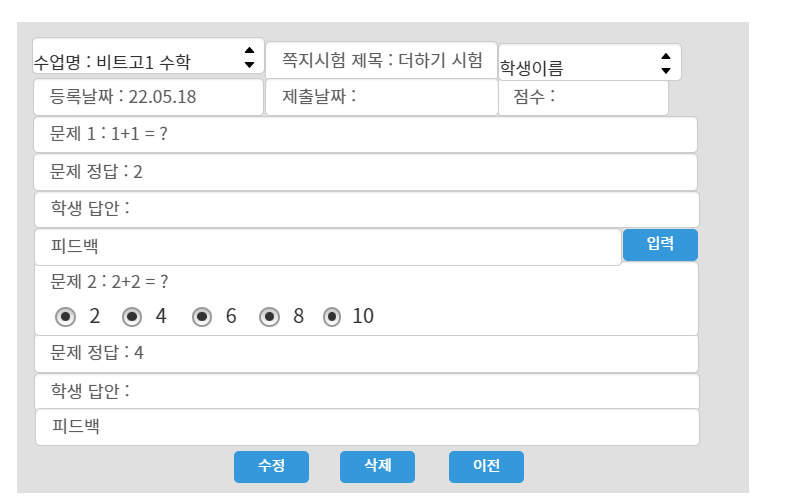 수업명 : 비트고1 수학 쪽지시험 제목 : 더하기 시험 학생이름
등록날짜 : 22.05.18 제출날짜 : 점수 :
문제 1 : 1+1 = ?
문제 정답 : 2
학생 답안 :
피드백 입력
문제 2 : 2+2 = ?
2 4 6 8 10
문제 정답 : 4
학생 답안 :
피드백
수정 삭제 이전